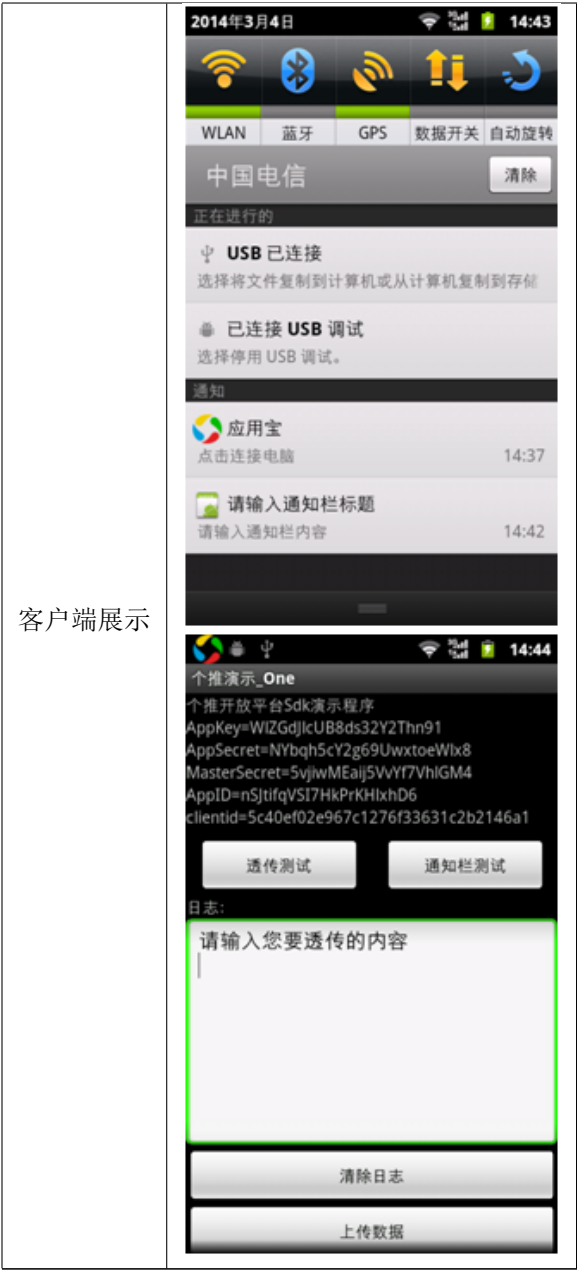 客户端展示
2014年3月4日 14:43
WLAN 蓝牙 GPS 数据开关 自动旋转
中国电信 清除
正在进行的
USB 已连接
选择将文件复制到计算机或从计算机复制到存储
已连接 USB 调试
选择停用 USB 调试。
通知
应用宝
点击连接电脑 14:37
请输入通知栏标题
请输入通知栏内容 14:42
14:44
个推演示_One
个推开放平台Sdk演示程序
AppKey=WIZGdJlcUB8ds32Y2Thn91
AppSecret=NYbqh5cY2g69UwxtoeWlx8
MasterSecret=5vjiwMEaij5VvYf7VhlGM4
AppID=nSJtifqVSI7HkPrKHlxhD6
clientid=5c40ef02e967c1276f33631c2b2146a1
透传测试 通知栏测试
日志:
请输入您要透传的内容
清除日志
上传数据